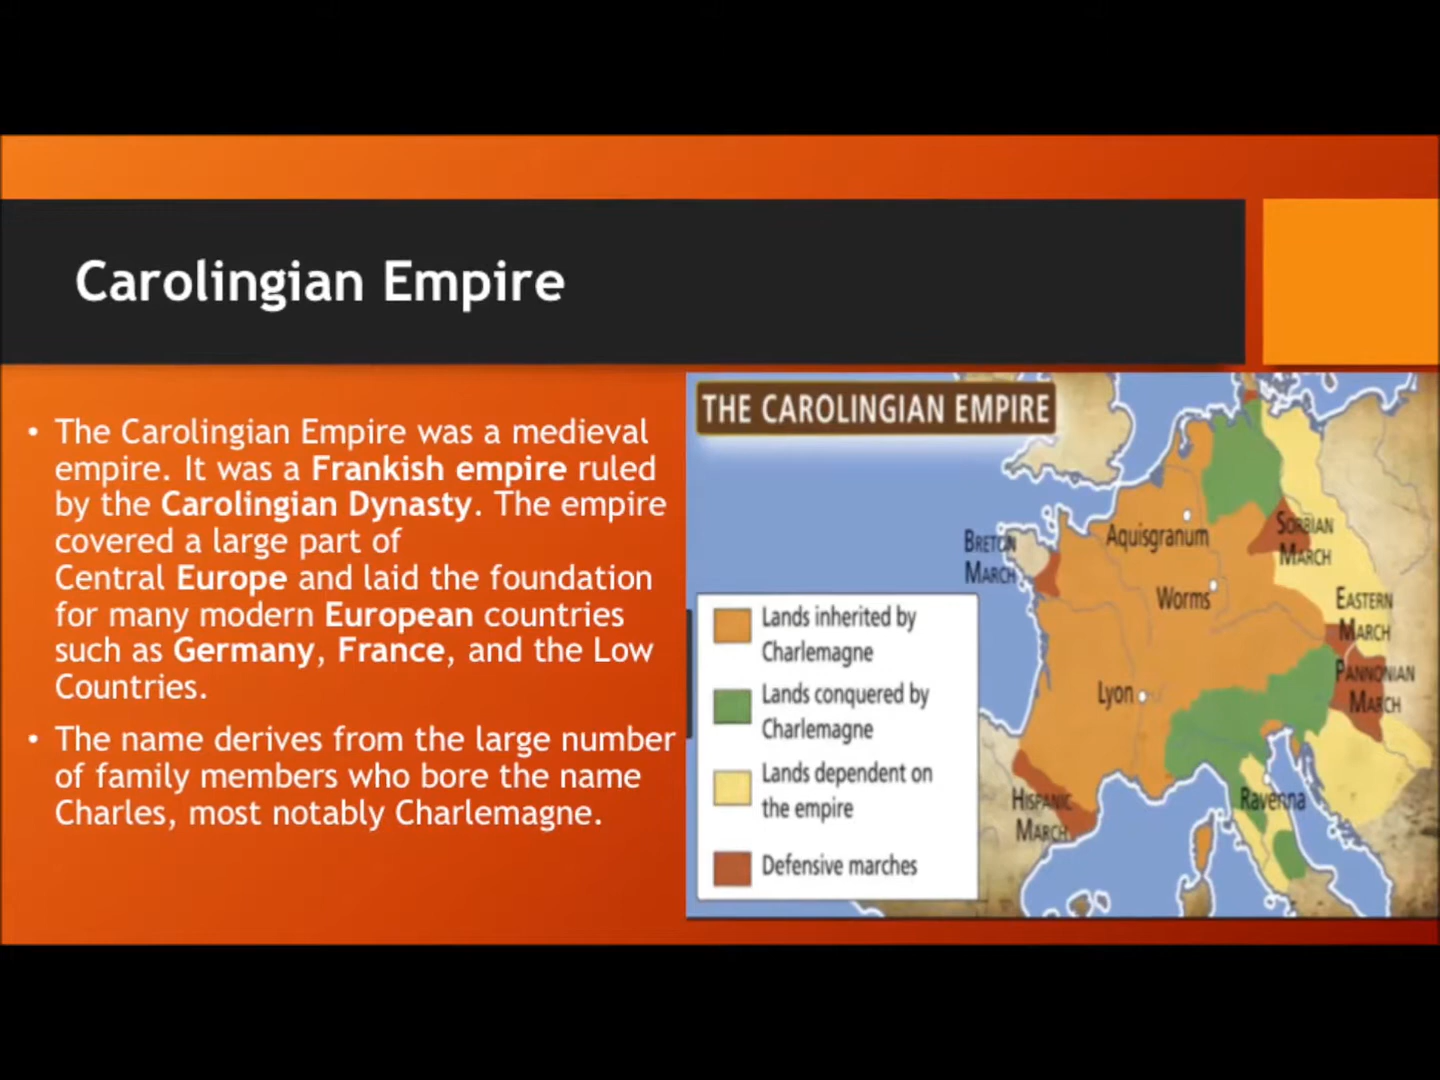 Carolingian Empire
• The Carolingian Empire was a medieval
empire. It was a Frankish empire ruled
by the Carolingian Dynasty. The empire
covered a large part of
Central Europe and laid the foundation
for many modern European countries
such as Germany, France, and the Low
Countries.
• The name derives from the large number
of family members who bore the name
Charles, most notably Charlemagne.
THE CAROLINGIAN EMPIRE
BRETON
MARCH
Aquisgranum
SORBIAN
MARCH
Worms
EASTERN
MARCH
PANNONIAN
MARCH
Lyon
HISPANIC
MARCH
Ravenna
Lands inherited by
Charlemagne
Lands conquered by
Charlemagne
Lands dependent on
the empire
Defensive marches